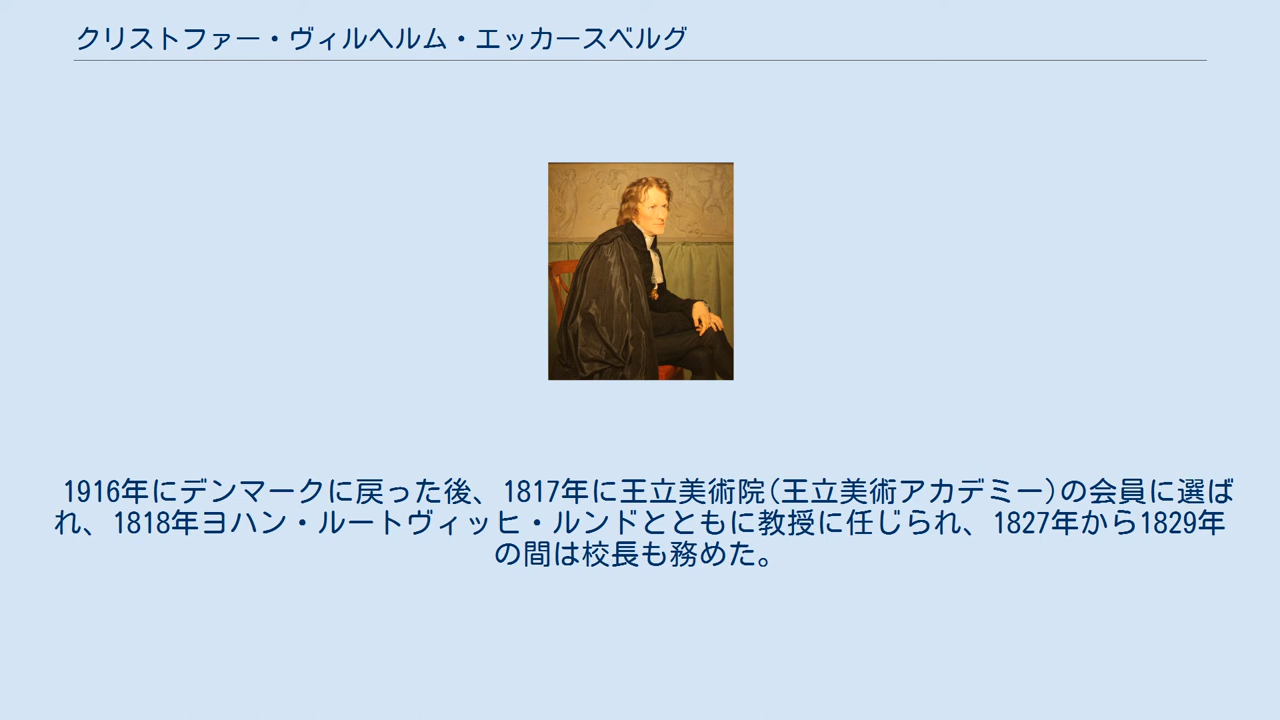 クリストファー・ヴィルヘルム・エッカースベルグ
1916年にデンマークに戻った後、1817年に王立美術院(王立美術アカデミー)の会員に選ば
れ、1818年ヨハン・ルートヴィッヒ・ルンドとともに教授に任じられ、1827年から1829年
の間は校長も務めた。